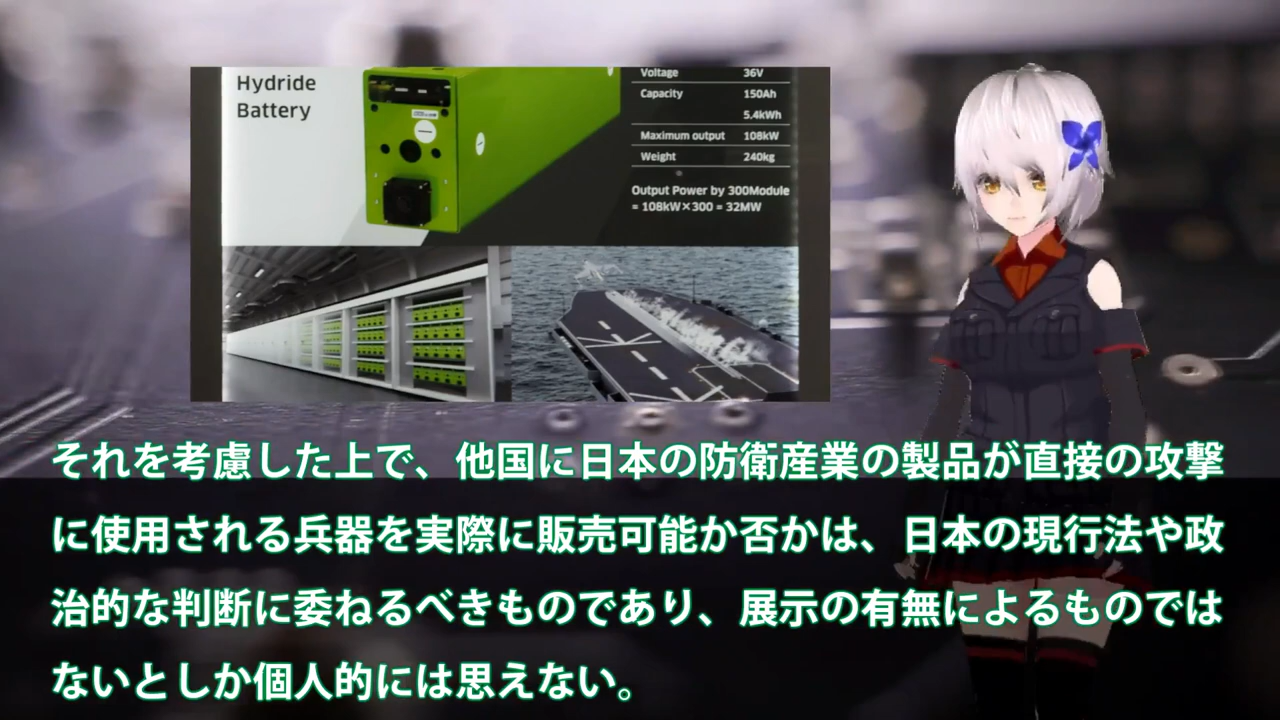 Hydride
Battery
Voltage 36V
Capacity 150Ah
5.4kWh
Maximum output 108kW
Weight 240kg
Output Power by 300Module
= 108kW×300 = 32MW
それを考慮した上で、他国に日本の防衛産業の製品が直接の攻撃
に使用される兵器を実際に販売可能か否かは、日本の現行法や政
治的な判断に委ねるべきものであり、展示の有無によるものでは
ないとしか個人的には思えない。